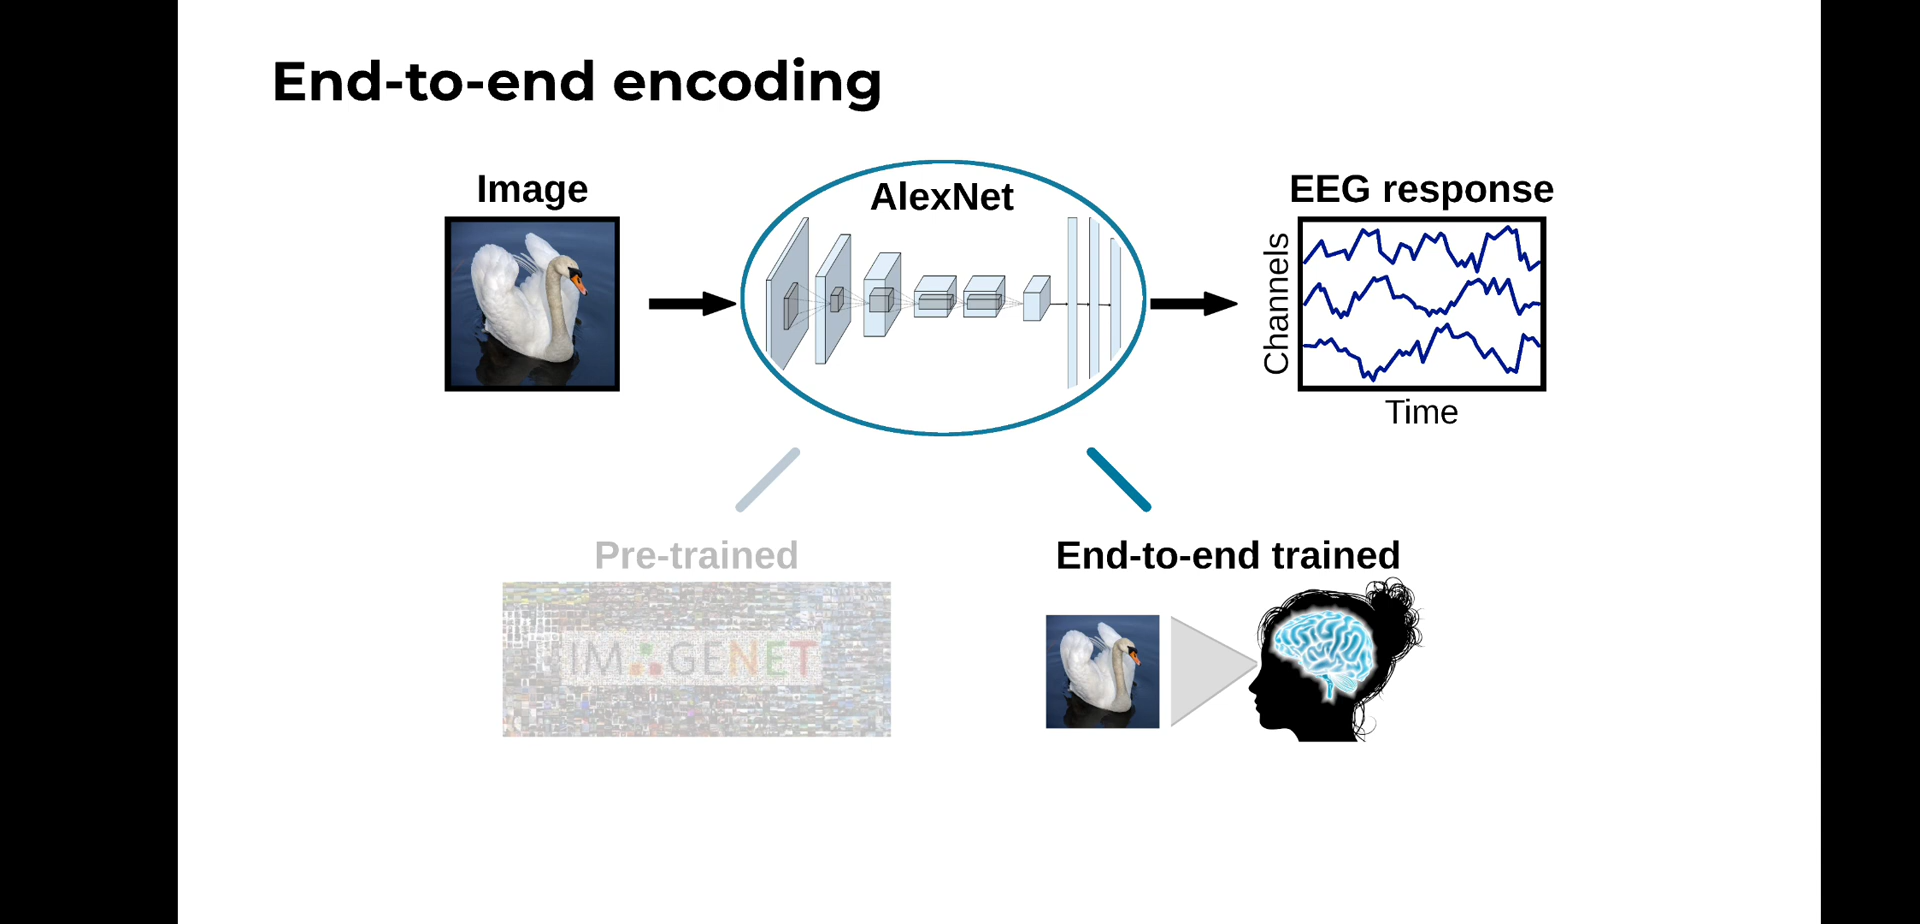 End-to-end encoding
Image
AlexNet
EEG response
Channels
Time
Pre-trained
IMAGENET
End-to-end trained